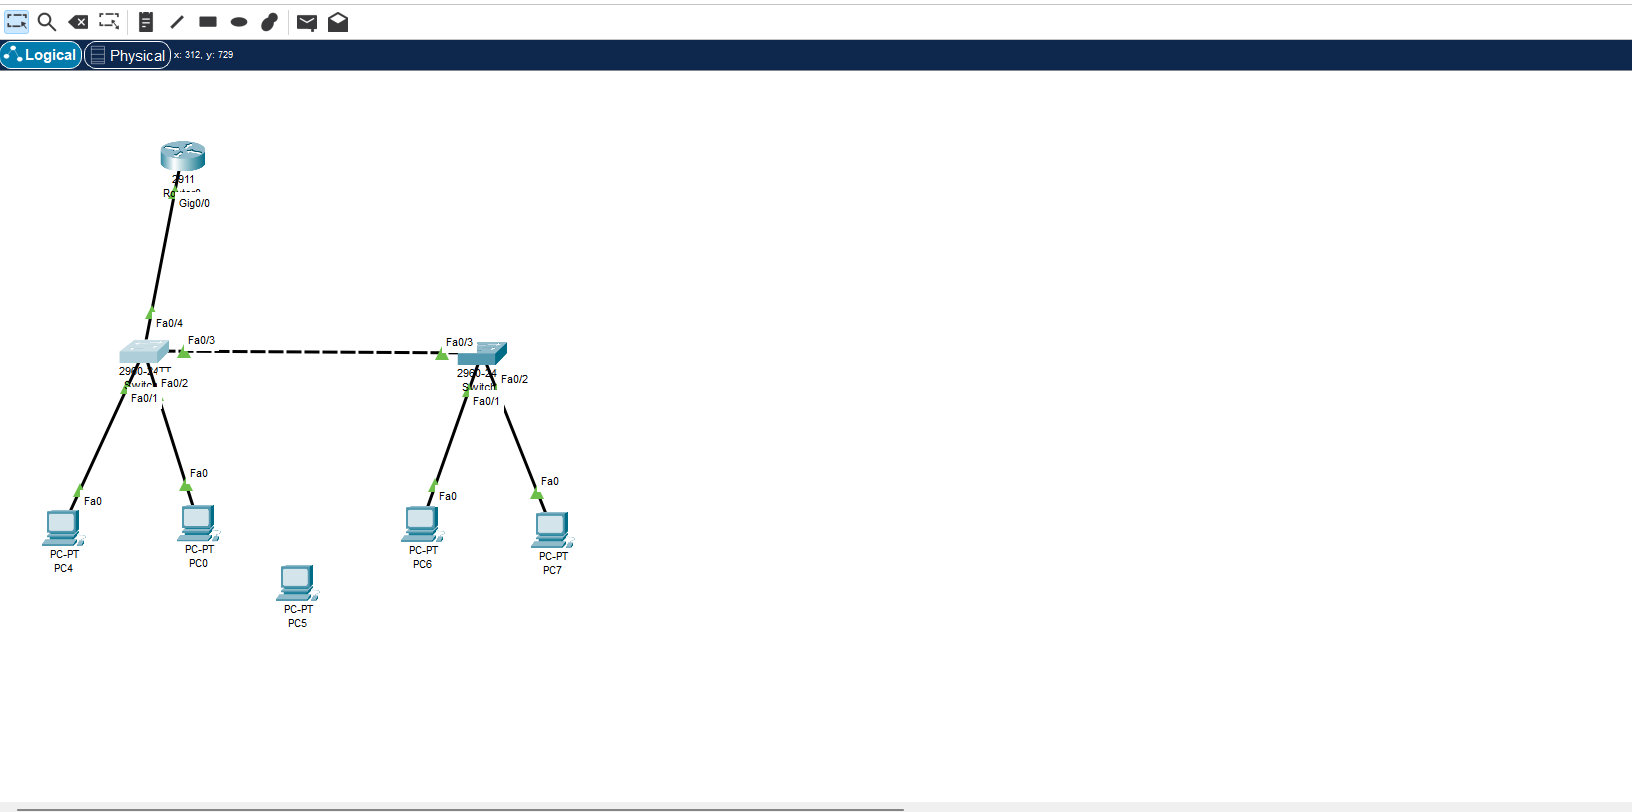 Logical
Physical
x: 312, y: 729
2911
Gig0/0
Fa0/4
Fa0/3
Fa0/3
Fa0/2
Fa0/1
Fa0/2
Fa0/1
Fa0
Fa0
Fa0
Fa0
PC-PT
PC4
PC-PT
PC0
PC-PT
PC6
PC-PT
PC7
PC-PT
PC5